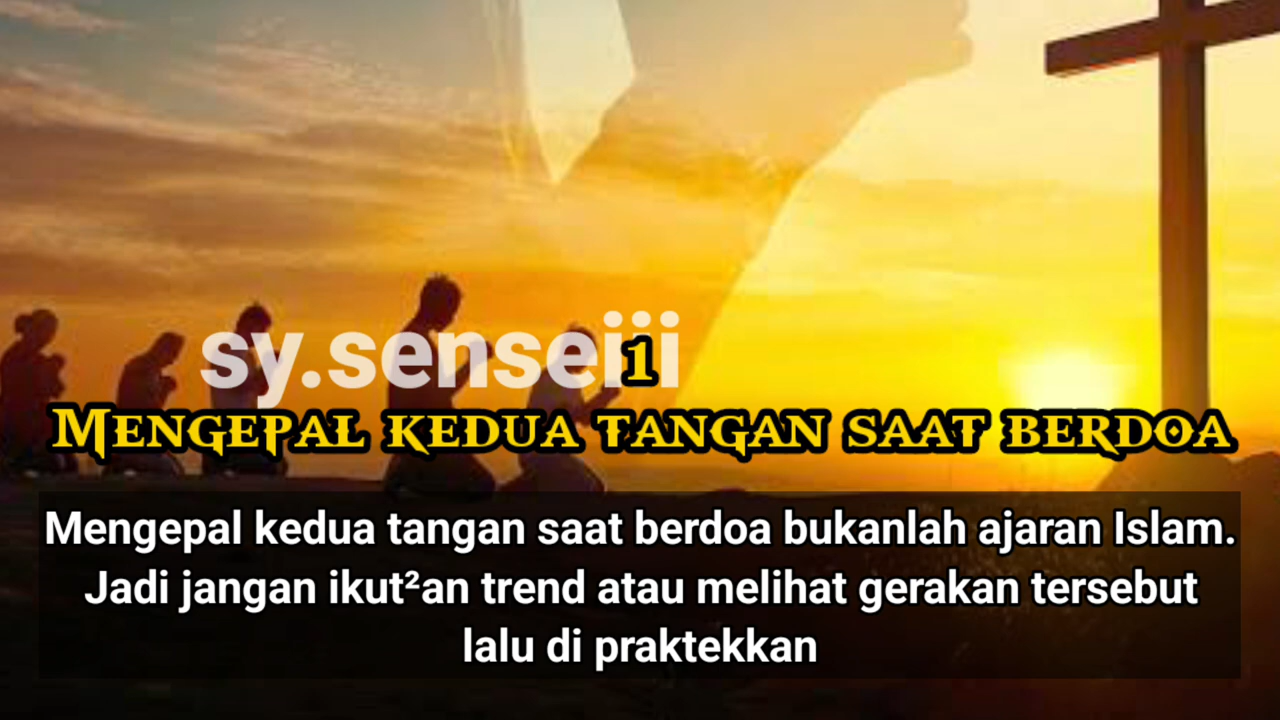 sy.senseiii
1
Mengepal kedua tangan saat berdoa
Mengepal kedua tangan saat berdoa bukanlah ajaran Islam.
Jadi jangan ikut²an trend atau melihat gerakan tersebut
lalu di praktekkan